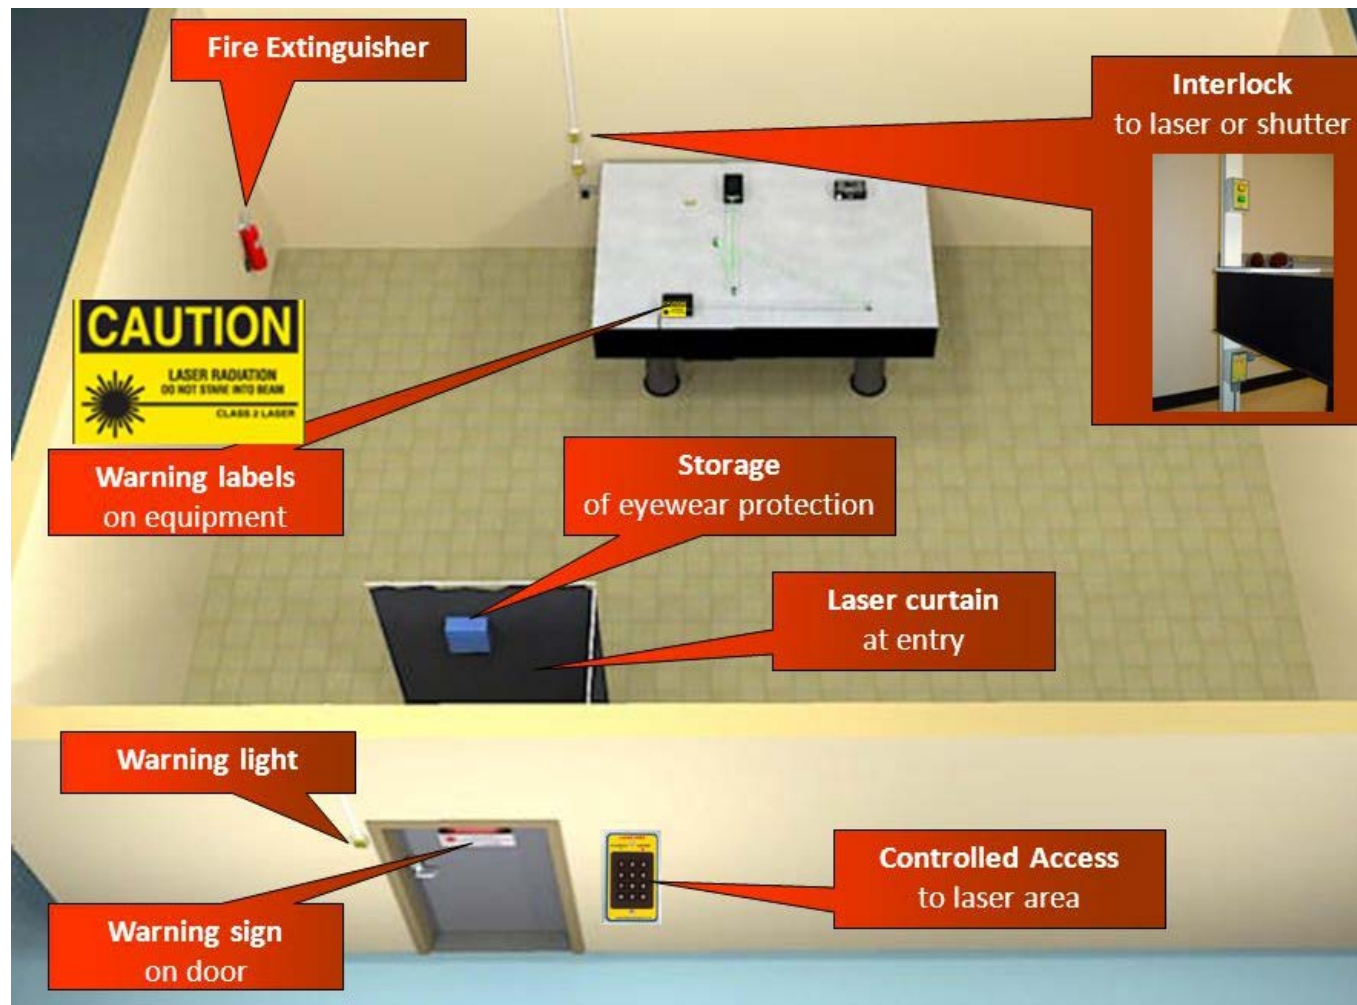 Fire Extinguisher
Interlock
to laser or shutter
CAUTION
LASER RADIATION
DO NOT STARE INTO BEAM
CLASS 2 LASER
Warning labels
on equipment
Storage
of eyewear protection
Laser curtain
at entry
Warning light
Warning sign
on door
Controlled Access
to laser area